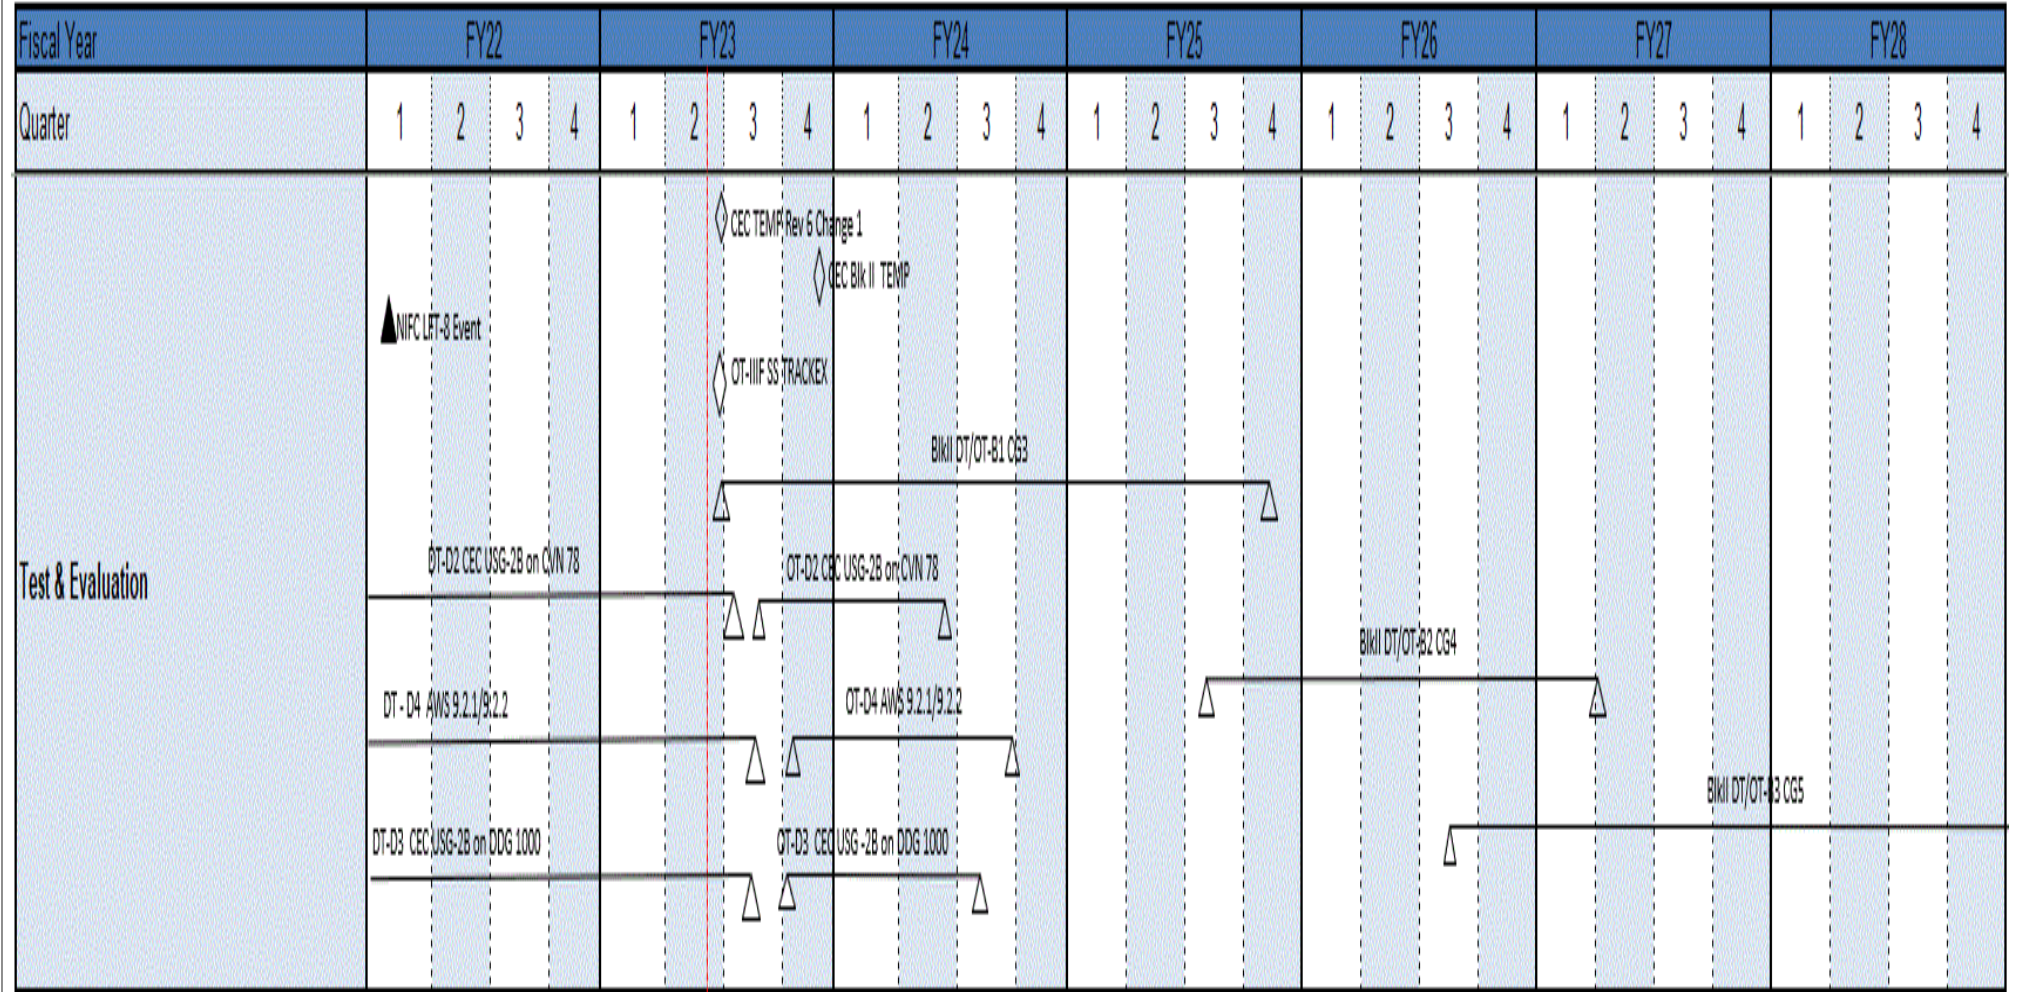 Fiscal Year FY22 FY23 FY24 FY25 FY26 FY27 FY28
Quarter 1 2 3 4 1 2 3 4 1 2 3 4 1 2 3 4 1 2 3 4 1 2 3 4 1 2 3 4
CEC TEMP Rev 6 Change 1
CEC Blk II TEMP
NIFC LFT-8 Event
OT-IIIF SS TRACKEX
BlkII DT/OT-B1 CG3
DT-D2 CEC USG-2B on CVN 78 OT-D2 CEC USG-2B on CVN 78
Test & Evaluation
BlkII DT/OT-B2 CG4
DT - D4 AWS 9.2.1/9.2.2 OT-D4 AWS 9.2.1/9.2.2
BlkII DT/OT-B3 CG5
DT-D3 CEC USG-2B on DDG 1000 OT-D3 CEC USG -2B on DDG 1000